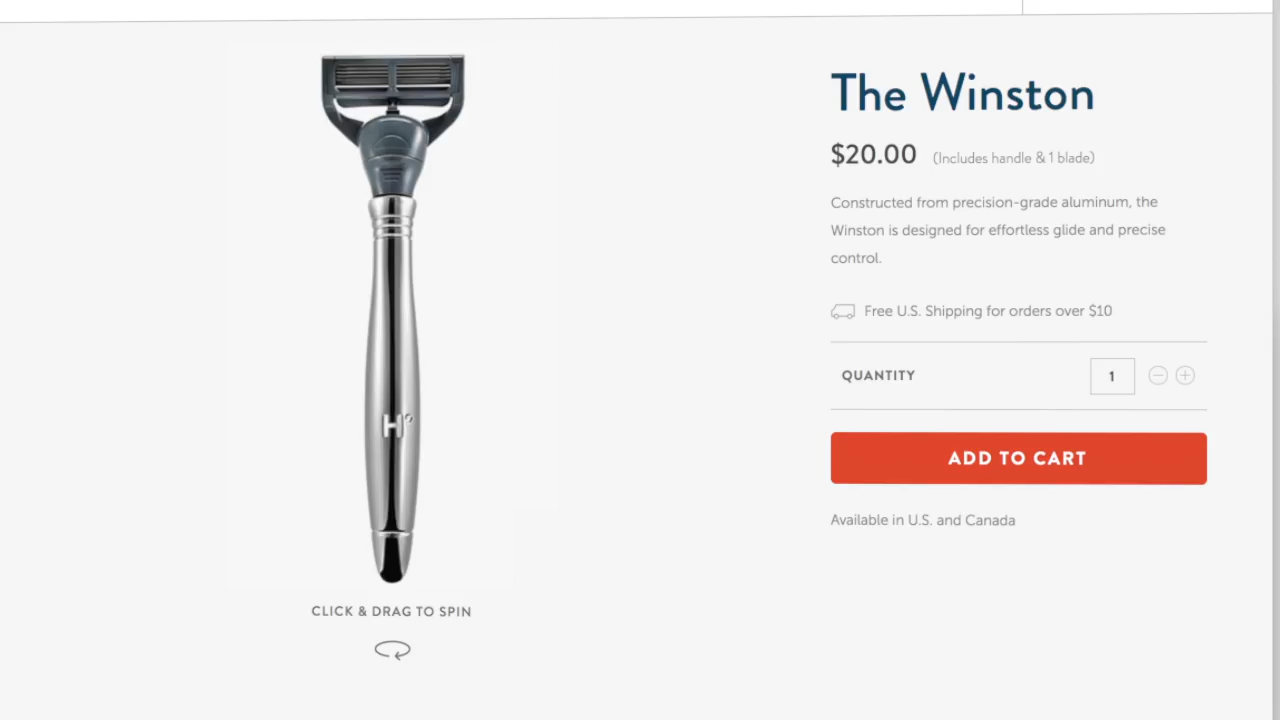 The Winston
$20.00 (Includes handle & 1 blade)
Constructed from precision-grade aluminum, the
Winston is designed for effortless glide and precise
control.
Free U.S. Shipping for orders over $10
QUANTITY 1
ADD TO CART
Available in U.S. and Canada
H°
CLICK & DRAG TO SPIN